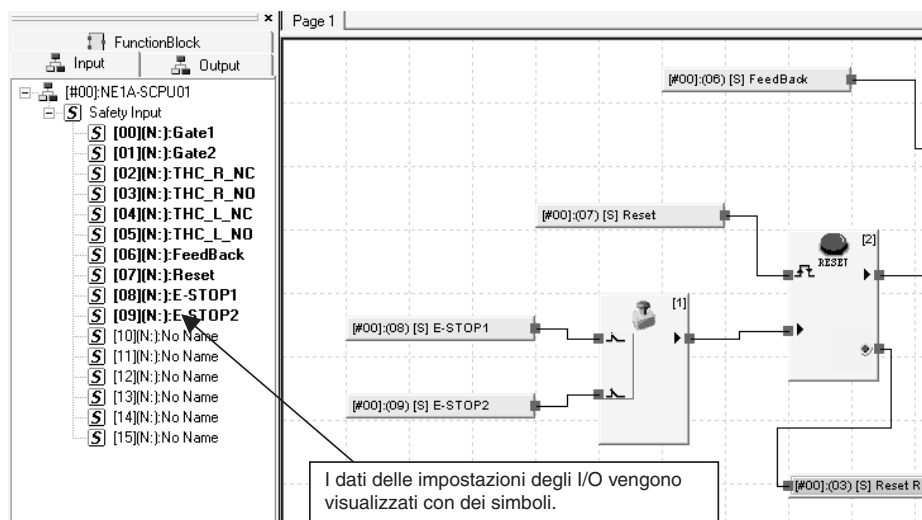 Page 1
FunctionBlock
Input
Output
[#00]:NE1A-SCPU01
Safety Input
[00](N:):Gate1
[01](N:):Gate2
[02](N:):THC_R_NC
[03](N:):THC_R_NO
[04](N:):THC_L_NC
[05](N:):THC_L_NO
[06](N:):FeedBack
[07](N:):Reset
[08](N:):E-STOP1
[09](N:):E-STOP2
[10](N:):No Name
[11](N:):No Name
[12](N:):No Name
[13](N:):No Name
[14](N:):No Name
[15](N:):No Name
[#00]:(06) [S] FeedBack
[#00]:(07) [S] Reset
[2]
RESET
[1]
[#00]:(08) [S] E-STOP1
[#00]:(09) [S] E-STOP2
[#00]:(03) [S] Reset R
I dati delle impostazioni degli I/O vengono
visualizzati con dei simboli.